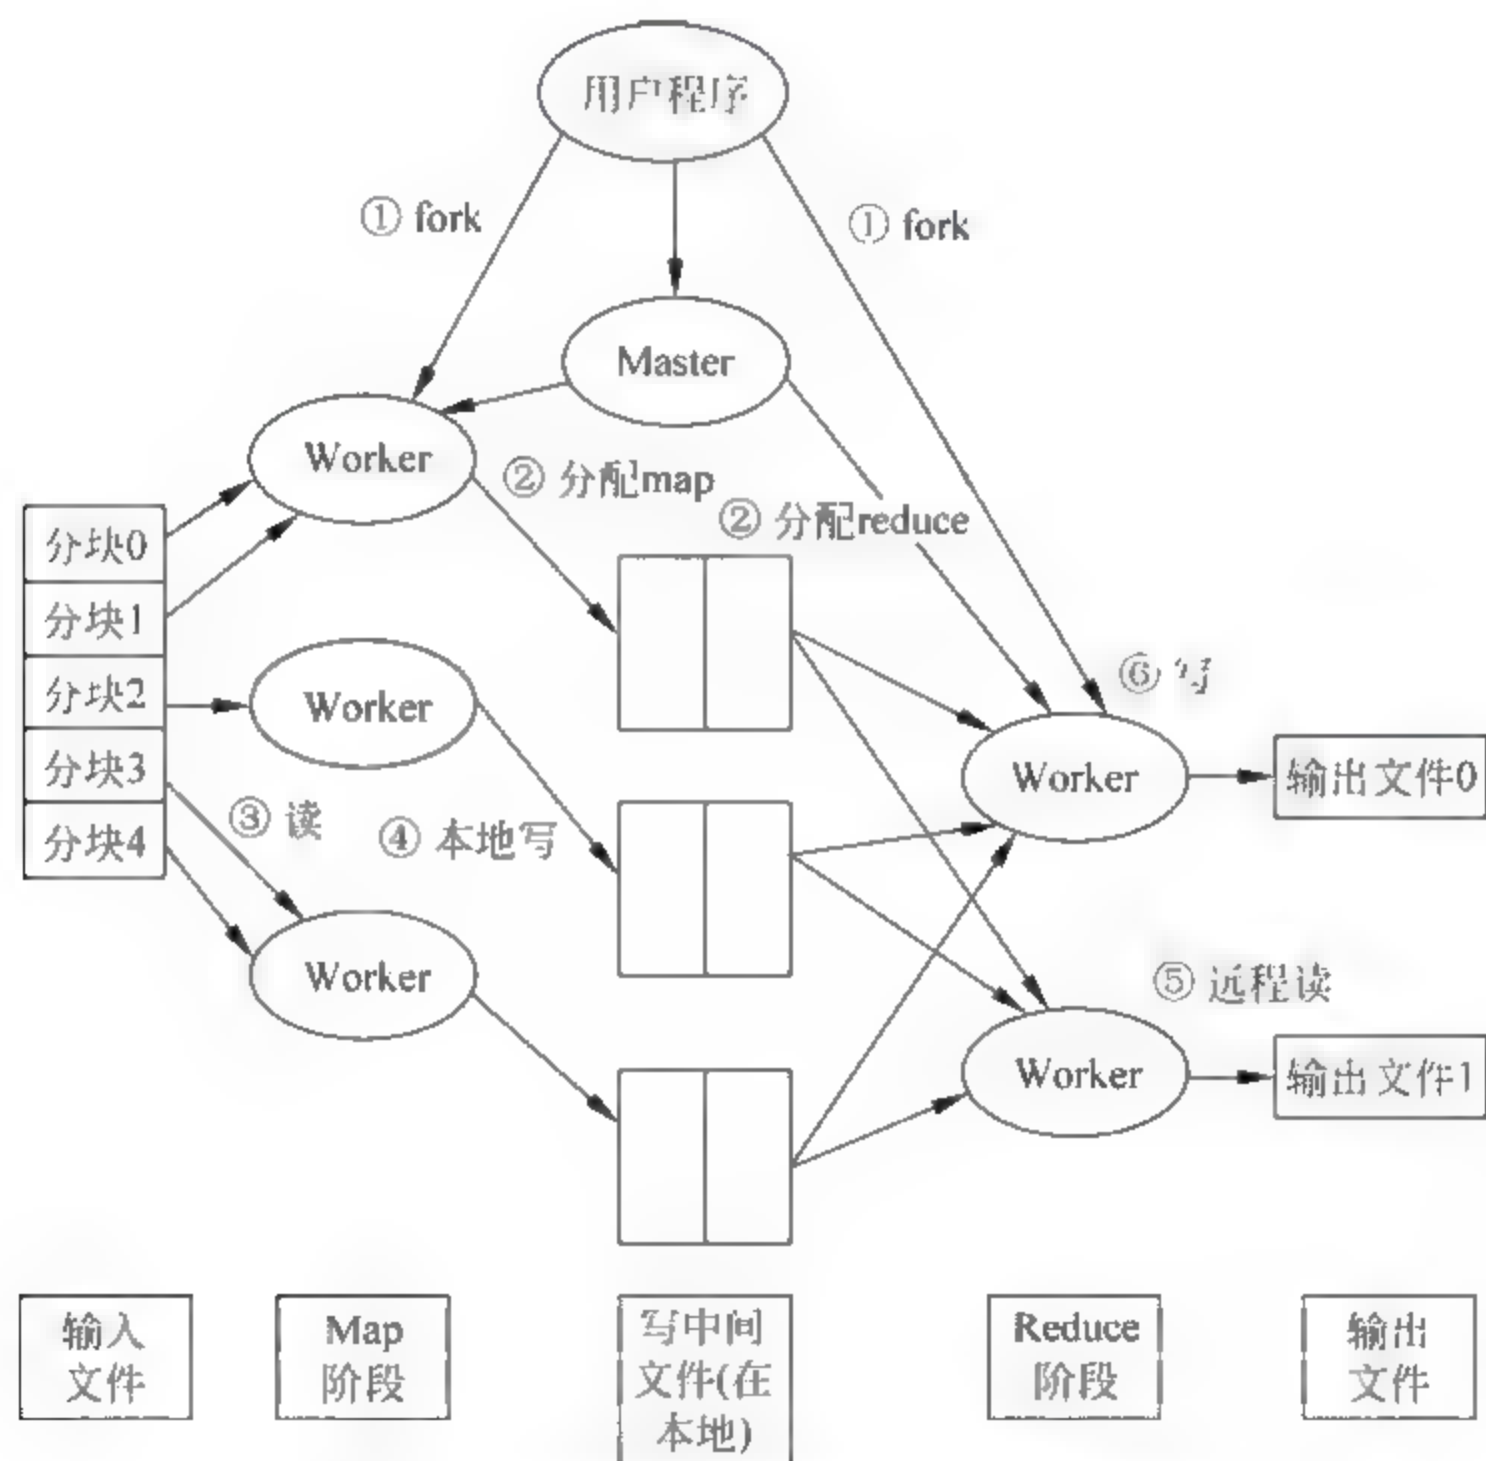 用户程序
① fork
① fork
Master
Worker
② 分配map
② 分配reduce
分块0
分块1
分块2
分块3
分块4
Worker
③ 读
④ 本地写
⑥ 写
Worker
输出文件0
Worker
⑤ 远程读
Worker
输出文件1
输入
文件
Map
阶段
写中间
文件(在
本地)
Reduce
阶段
输出
文件